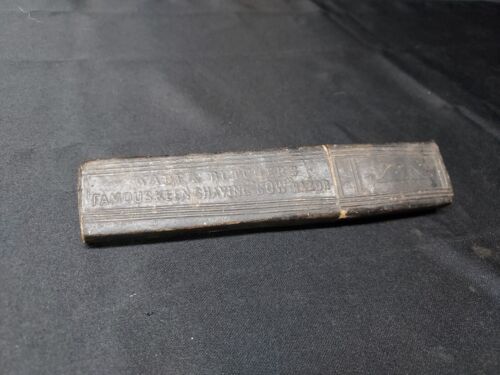 WADE & BUTCHER'S
FAMOUS KEEN SHAVING BOW RAZOR